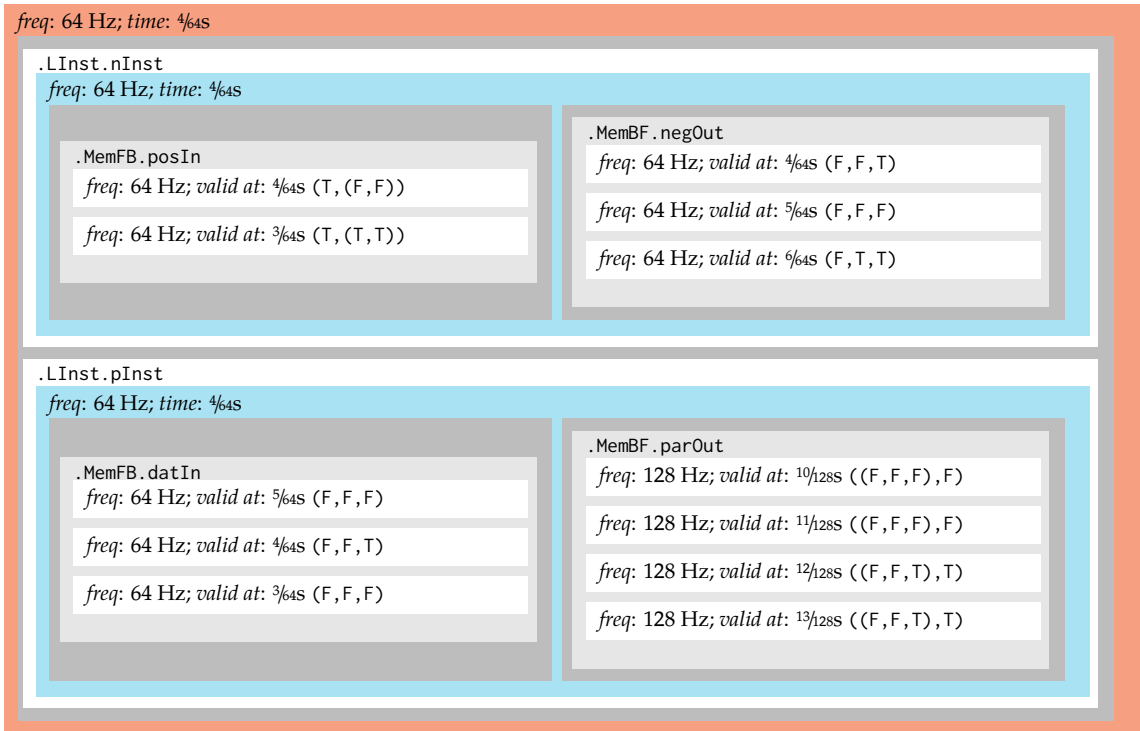 freq: 64 Hz; time: 4/64s
.LInst.nInst
freq: 64 Hz; time: 4/64s
.MemFB.posIn
freq: 64 Hz; valid at: 4/64s (T,(F,F))
freq: 64 Hz; valid at: 3/64s (T,(T,T))
.MemBF.negOut
freq: 64 Hz; valid at: 4/64s (F,F,T)
freq: 64 Hz; valid at: 5/64s (F,F,F)
freq: 64 Hz; valid at: 6/64s (F,T,T)
.LInst.pInst
freq: 64 Hz; time: 4/64s
.MemFB.datIn
freq: 64 Hz; valid at: 5/64s (F,F,F)
freq: 64 Hz; valid at: 4/64s (F,F,T)
freq: 64 Hz; valid at: 3/64s (F,F,F)
.MemBF.parOut
freq: 128 Hz; valid at: 10/128s ((F,F,F),F)
freq: 128 Hz; valid at: 11/128s ((F,F,F),F)
freq: 128 Hz; valid at: 12/128s ((F,F,T),T)
freq: 128 Hz; valid at: 13/128s ((F,F,T),T)